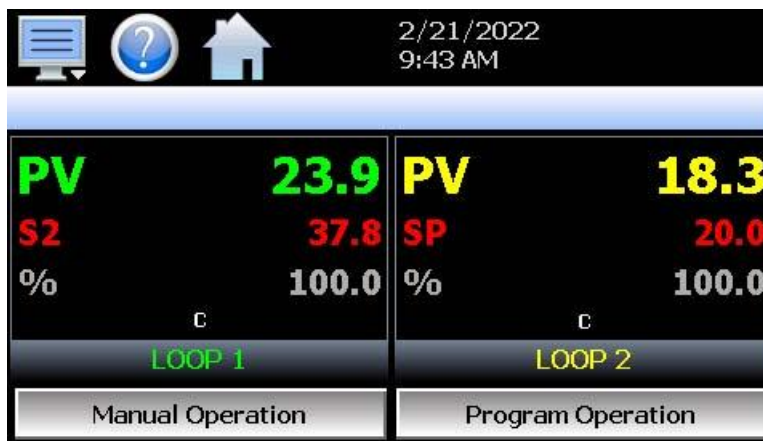 ?
2/21/2022
9:43 AM
PV 23.9 PV 18.3
S2 37.8 SP 20.0
% 100.0 % 100.0
C C
LOOP 1 LOOP 2
Manual Operation Program Operation